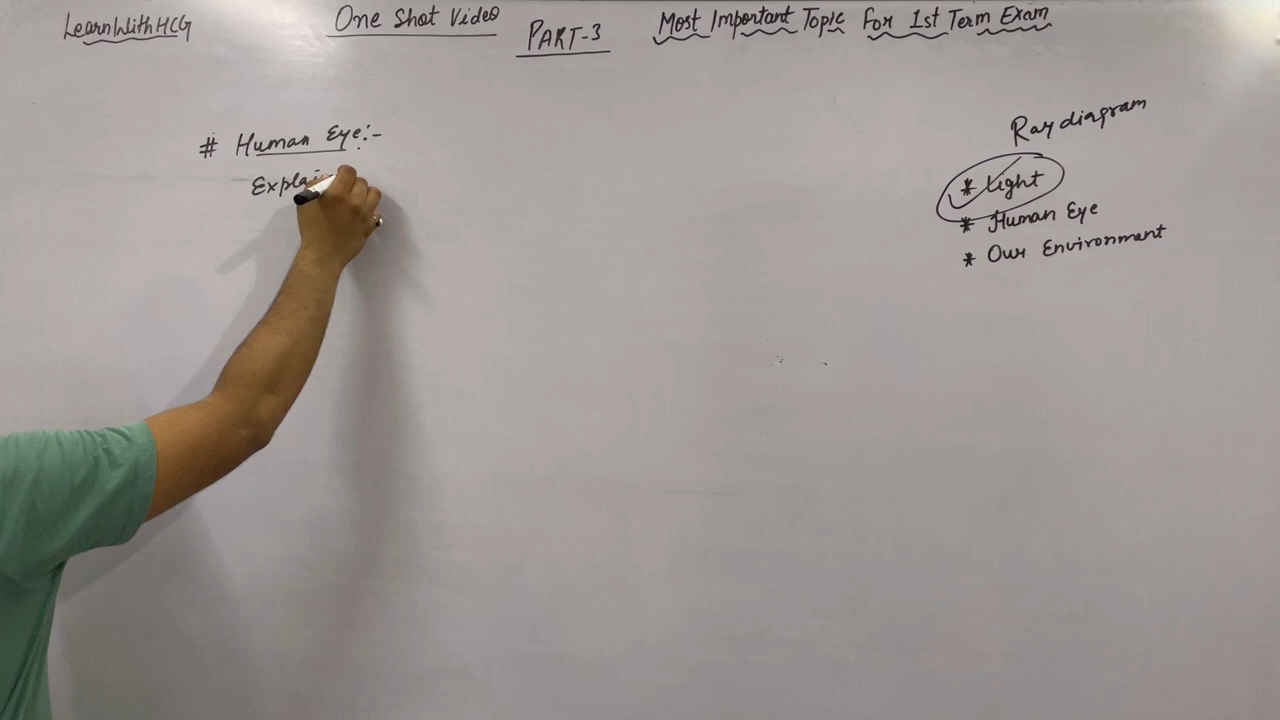 LearnWithHCG
One Shot Video
PART-3
Most Important Topic For 1st Term Exam
# Human Eye:-
Explai
Ray diagram
* Light
* Human Eye
* Our Environment